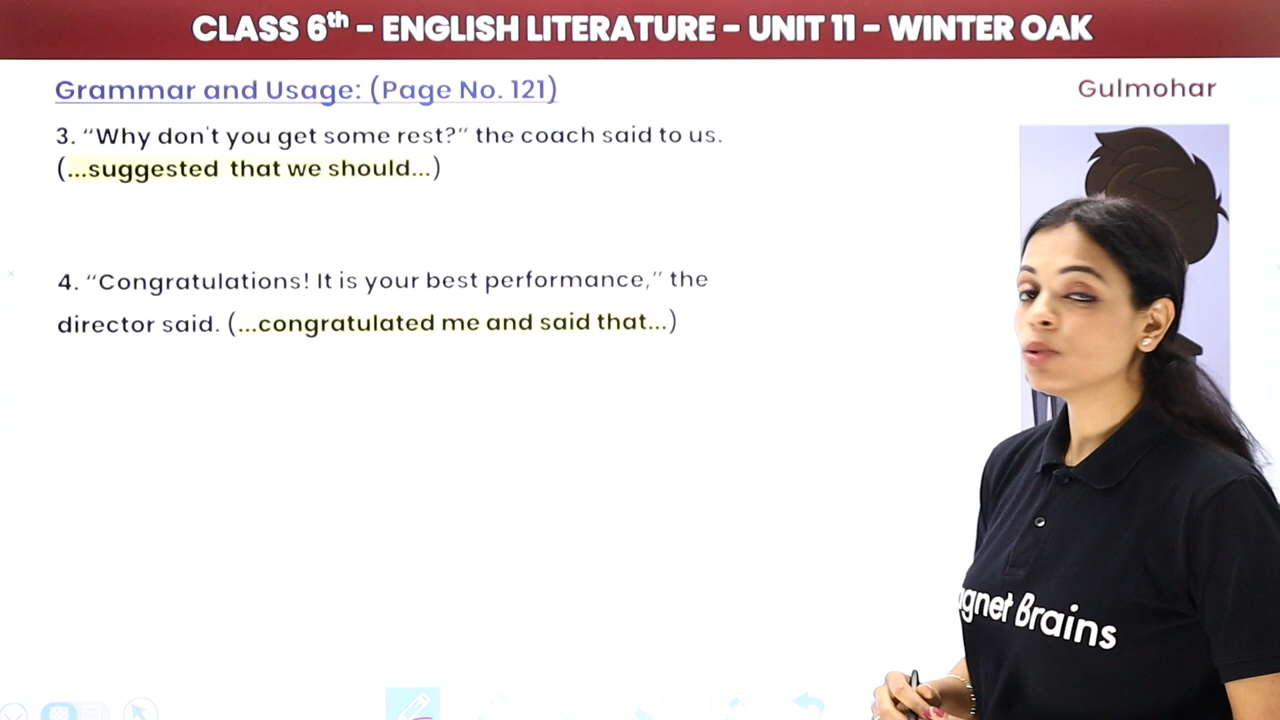 CLASS 6th - ENGLISH LITERATURE - UNIT 11 - WINTER OAK
Grammar and Usage: (Page No. 121)
Gulmohar
3. "Why don't you get some rest?" the coach said to us.
(...suggested that we should...)
4. "Congratulations! It is your best performance," the
director said. (...congratulated me and said that...)
gnet Brains